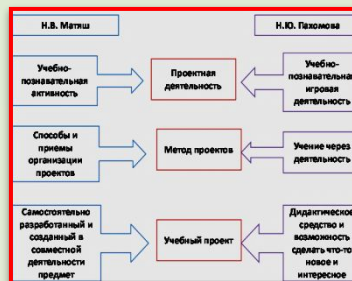 Н.В. Матяш
Н.Ю. Пахомова
Учебно-
познавательная
активность
Проектная
деятельность
Учебно-
познавательная
игровая
деятельность
Способы и
приемы
организации
проектов
Метод проектов
Учение через
деятельность
Самостоятельно
разработанный и
созданный в
совместной
деятельности
предмет
Учебный проект
Дидактическое
средство и
возможность
сделать что-то
новое и
интересное